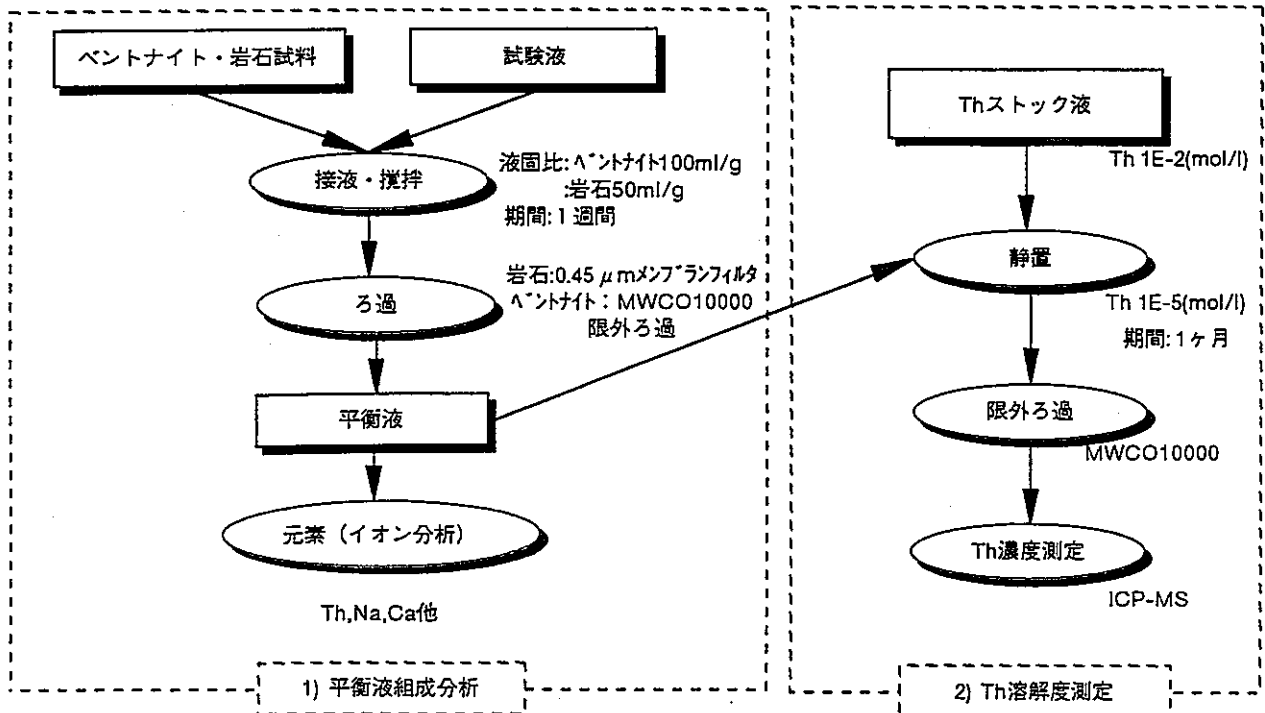 ベントナイト・岩石試料
試験液
接液・撹拌
液固比:ベントナイト100ml/g
:岩石50ml/g
期間:1週間
ろ過
岩石:0.45μmメンブランフィルタ
ベントナイト:MWCO10000
限外ろ過
平衡液
元素(イオン分析)
Th,Na,Ca他
1) 平衡液組成分析
Thストック液
Th 1E-2(mol/l)
静置
Th 1E-5(mol/l)
期間:1ヶ月
限外ろ過
MWCO10000
Th濃度測定
ICP-MS
2) Th溶解度測定